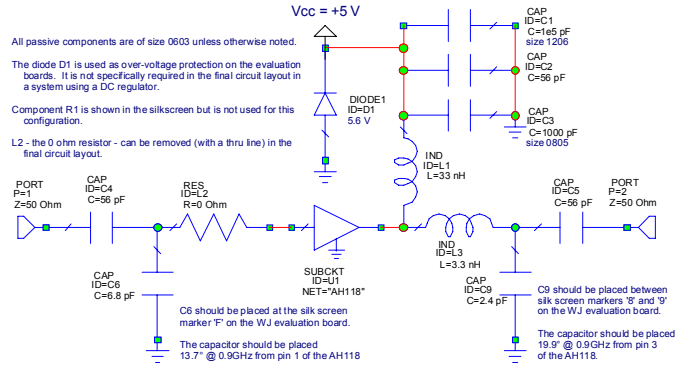 Vcc = +5 V
All passive components are of size 0603 unless otherwise noted.
The diode D1 is used as over-voltage protection on the evaluation
boards. It is not specifically required in the final circuit layout in
a system using a DC regulator.
Component R1 is shown in the silkscreen but is not used for this
configuration.
L2 - the 0 ohm resistor - can be removed (with a thru line) in the
final circuit layout.
CAP
ID=C1
C=1e5 pF
size 1206
CAP
ID=C2
C=56 pF
CAP
ID=C3
C=1000 pF
size 0805
DIODE1
ID=D1
5.6 V
IND
ID=L1
L=33 nH
PORT
P=1
Z=50 Ohm
CAP
ID=C4
C=56 pF
RES
ID=L2
R=0 Ohm
CAP
ID=C6
C=6.8 pF
SUBCKT
ID=U1
NET="AH118"
IND
ID=L3
L=3.3 nH
CAP
ID=C5
C=56 pF
PORT
P=2
Z=50 Ohm
CAP
ID=C9
C=2.4 pF
C6 should be placed at the silk screen
marker 'F' on the WJ evaluation board.
The capacitor should be placed
13.7° @ 0.9GHz from pin 1 of the AH118
C9 should be placed between
silk screen markers '8' and '9'
on the WJ evaluation board.
The capacitor should be placed
19.9° @ 0.9GHz from pin 3
of the AH118.